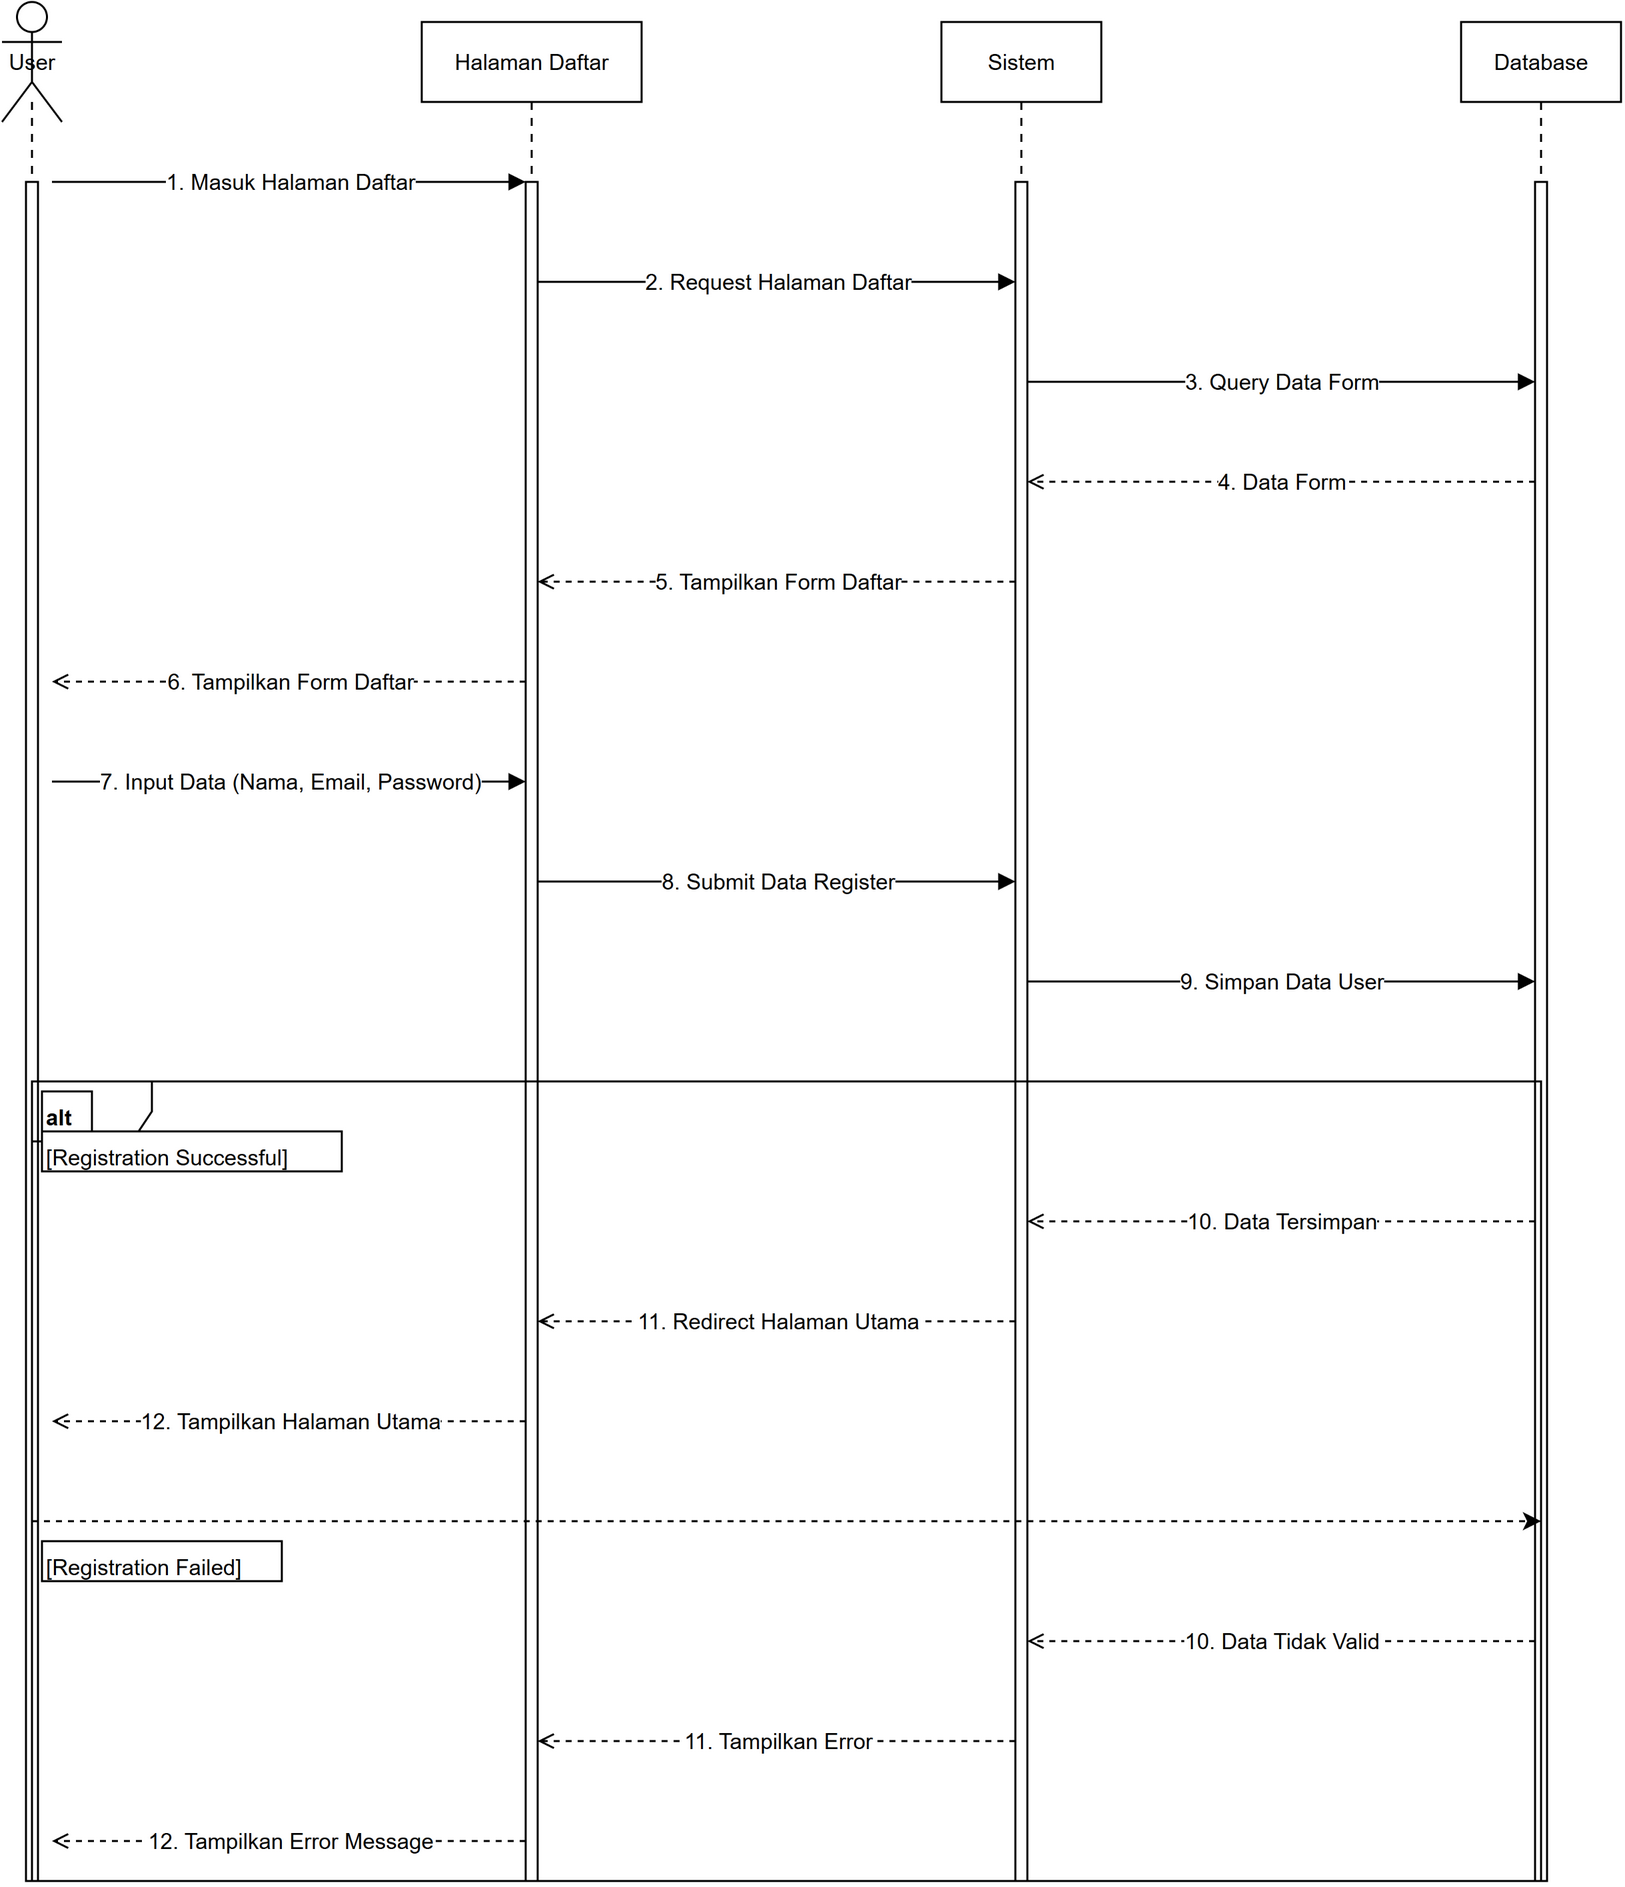 User
Halaman Daftar
Sistem
Database
1. Masuk Halaman Daftar
2. Request Halaman Daftar
3. Query Data Form
4. Data Form
5. Tampilkan Form Daftar
6. Tampilkan Form Daftar
7. Input Data (Nama, Email, Password)
8. Submit Data Register
9. Simpan Data User
alt
[Registration Successful]
10. Data Tersimpan
11. Redirect Halaman Utama
12. Tampilkan Halaman Utama
[Registration Failed]
10. Data Tidak Valid
11. Tampilkan Error
12. Tampilkan Error Message